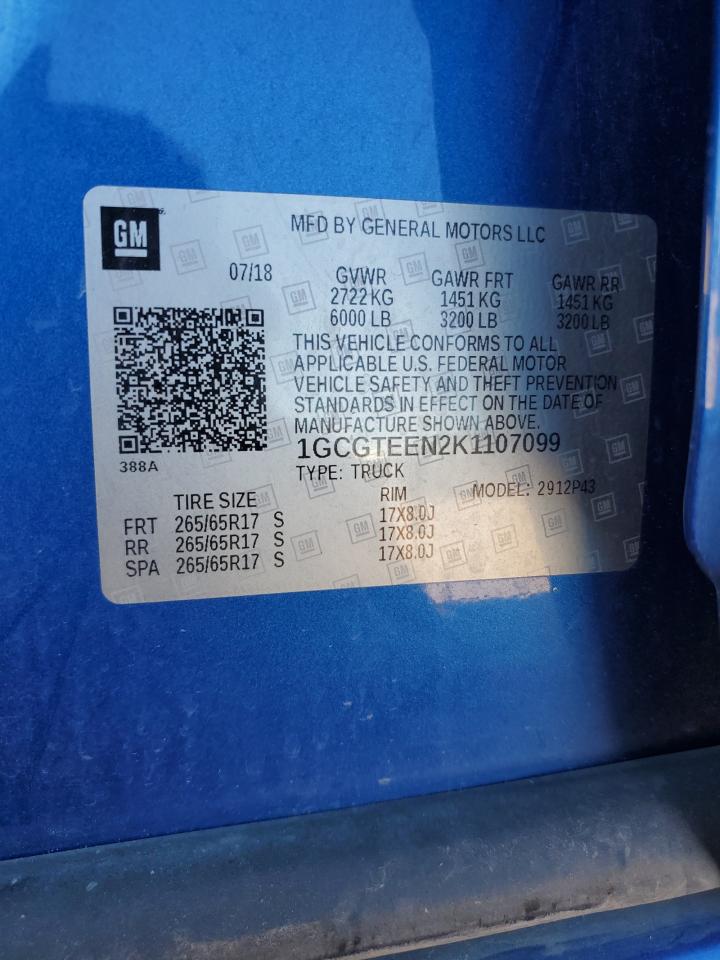 GM
MFD BY GENERAL MOTORS LLC
07/18
GVWR GAWR FRT GAWR RR
2722 KG 1451 KG 1451 KG
6000 LB 3200 LB 3200 LB
THIS VEHICLE CONFORMS TO ALL
APPLICABLE U.S. FEDERAL MOTOR
VEHICLE SAFETY AND THEFT PREVENTION
STANDARDS IN EFFECT ON THE DATE OF
MANUFACTURE SHOWN ABOVE.
1GCGTEEN2K1107099
388A
TYPE: TRUCK MODEL: 2912P43
TIRE SIZE RIM
FRT 265/65R17 S 17X8.0J
RR 265/65R17 S 17X8.0J
SPA 265/65R17 S 17X8.0J